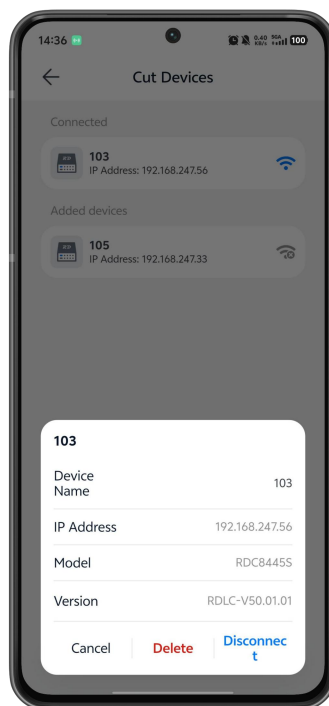 14:36
0.40
KB/s
5GA
100
Cut Devices
Connected
103
IP Address: 192.168.247.56
Added devices
105
IP Address: 192.168.247.33
103
Device
Name
103
IP Address
192.168.247.56
Model
RDC8445S
Version
RDLC-V50.01.01
Cancel
Delete
Disconnec
t